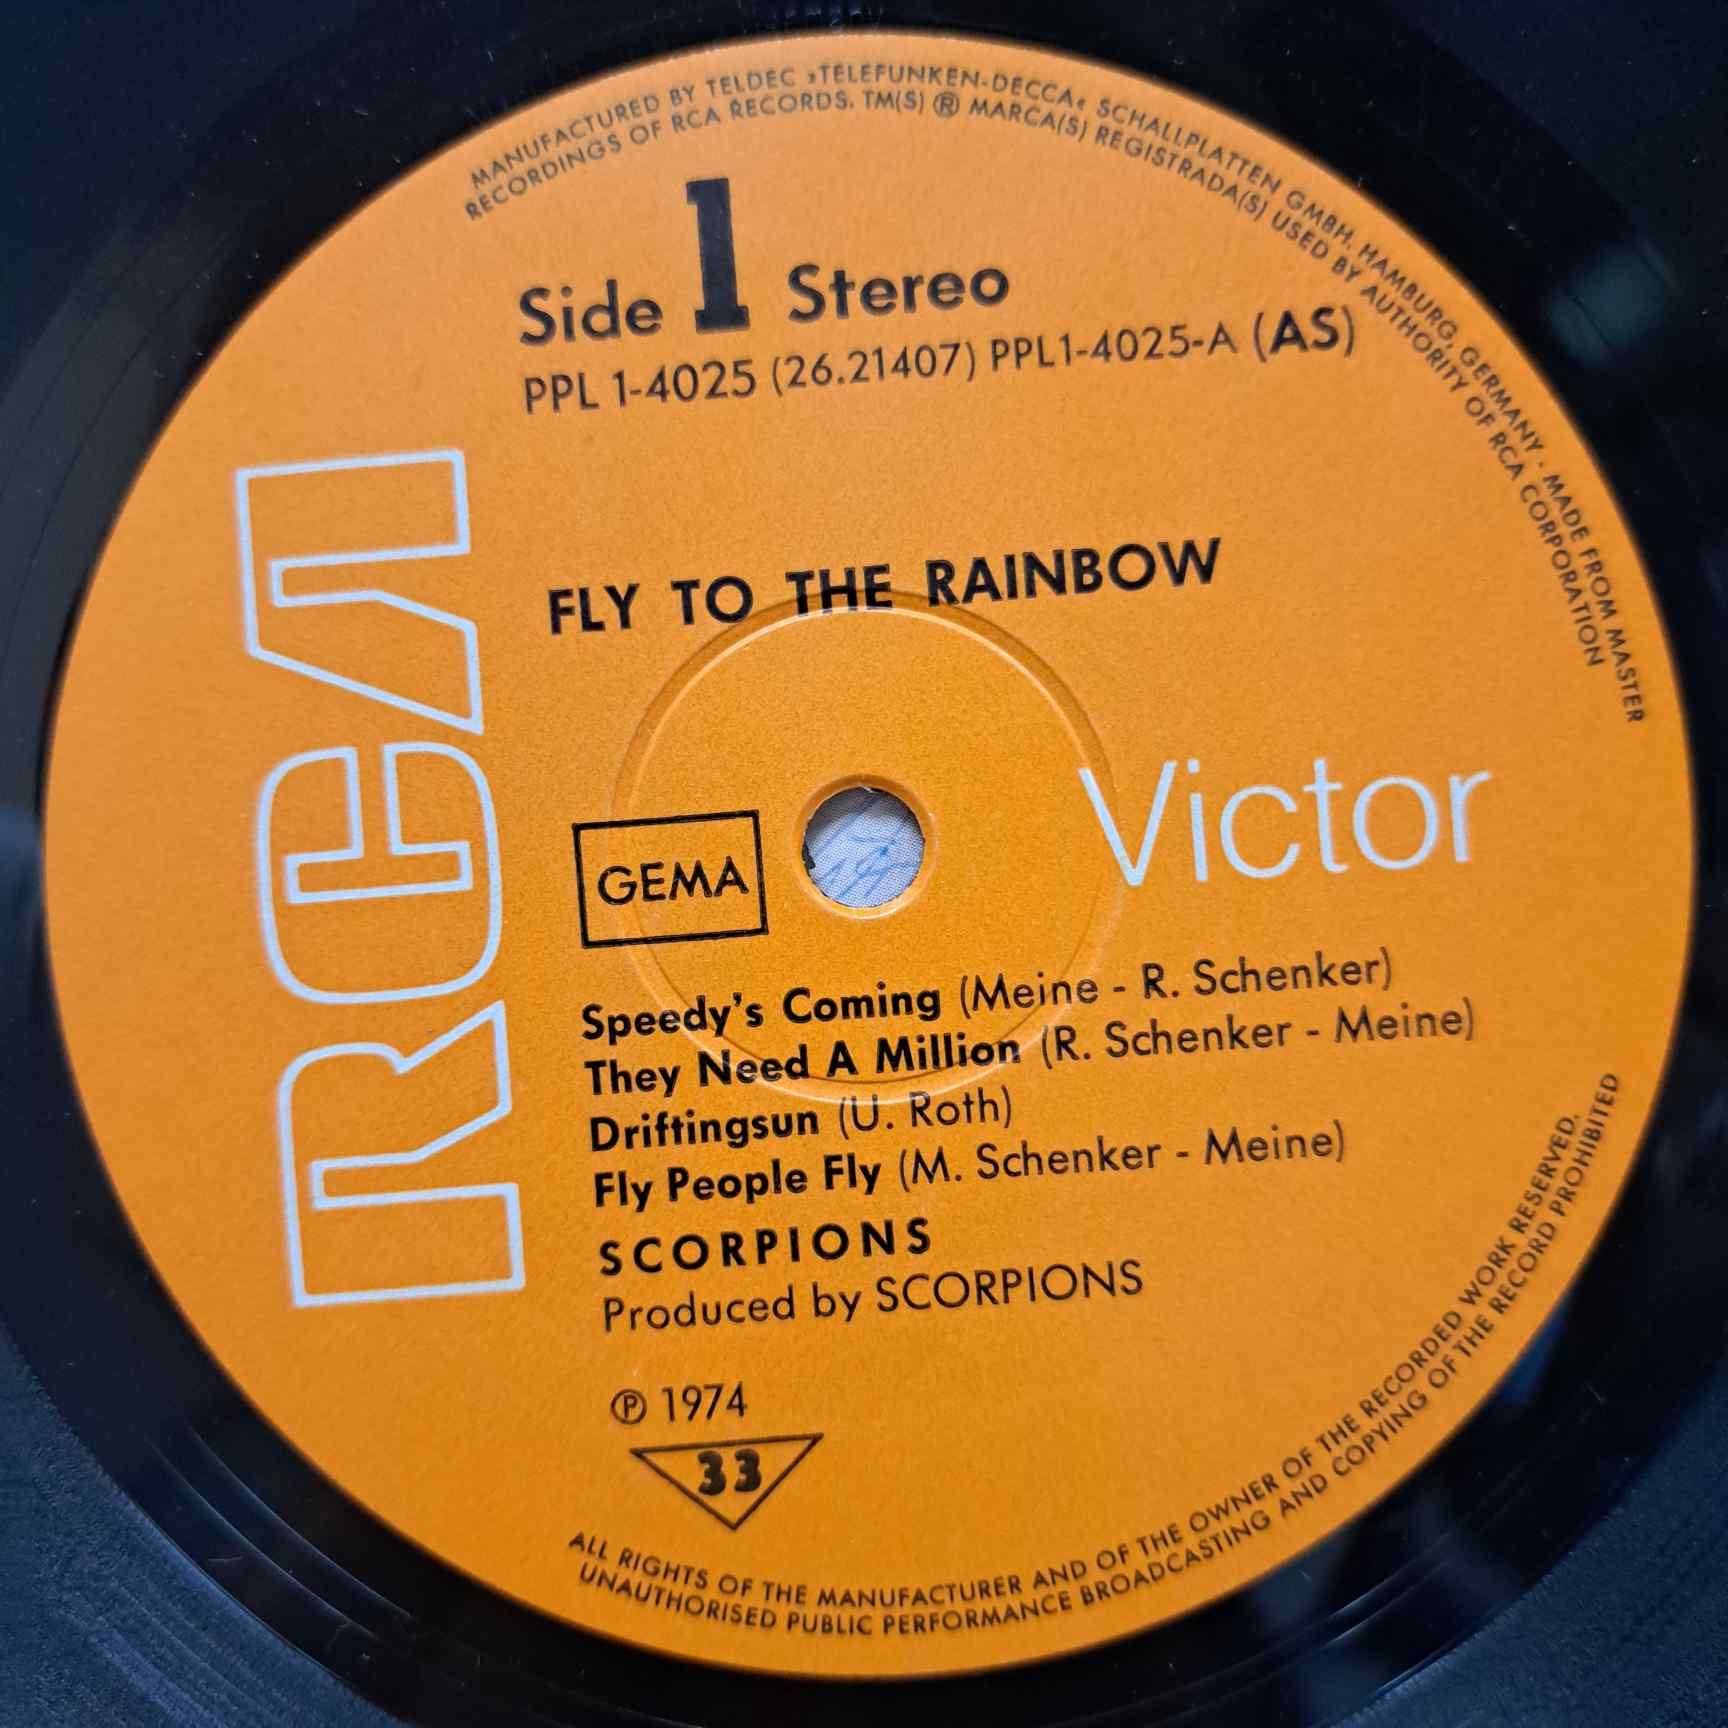 MANUFACTURED BY TELDEC »TELEFUNKEN-DECCA« SCHALLPLATTEN GMBH, HAMBURG, GERMANY · MADE FROM MASTER
RECORDINGS OF RCA RECORDS. TM(S) ® MARCA(S) REGISTRADA(S) USED BY AUTHORITY OF RCA CORPORATION
Side 1 Stereo
PPL 1-4025 (26.21407) PPL1-4025-A (AS)
RCA
FLY TO THE RAINBOW
Victor
GEMA
Speedy's Coming (Meine - R. Schenker)
They Need A Million (R. Schenker - Meine)
Driftingsun (U. Roth)
Fly People Fly (M. Schenker - Meine)
SCORPIONS
Produced by SCORPIONS
℗ 1974
33
ALL RIGHTS OF THE MANUFACTURER AND OF THE OWNER OF THE RECORDED WORK RESERVED.
UNAUTHORISED PUBLIC PERFORMANCE BROADCASTING AND COPYING OF THE RECORD PROHIBITED